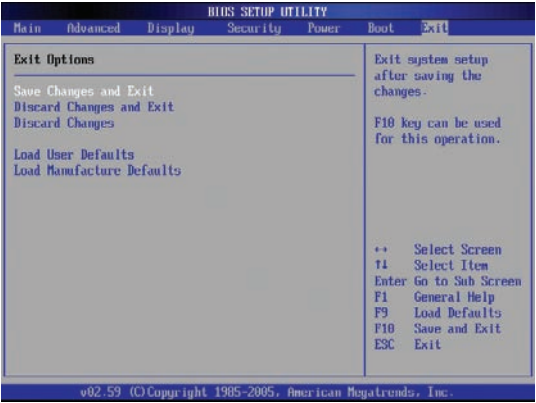 BIOS SETUP UTILITY
Main Advanced Display Security Power Boot Exit
Exit Options
Save Changes and Exit
Discard Changes and Exit
Discard Changes
Load User Defaults
Load Manufacture Defaults
Exit system setup
after saving the
changes.
F10 key can be used
for this operation.
↔ Select Screen
↑↓ Select Item
Enter Go to Sub Screen
F1 General Help
F9 Load Defaults
F10 Save and Exit
ESC Exit
v02.59 (C)Copyright 1985-2005, American Megatrends, Inc.